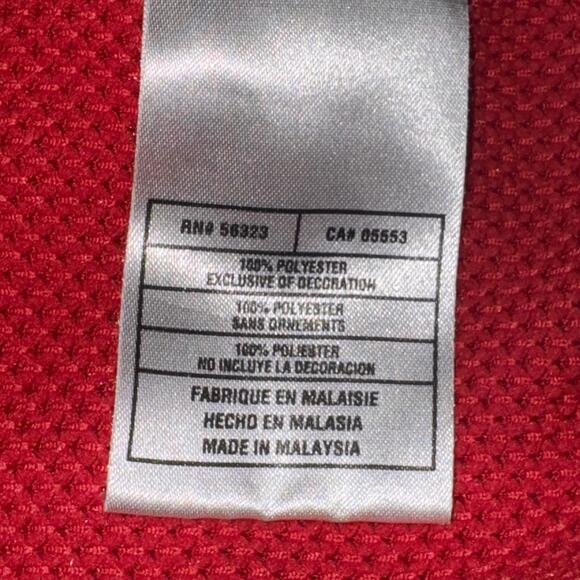 RN# 56323 CA# 05553
100% POLYESTER
EXCLUSIVE OF DECORATION
100% POLYESTER
SANS ORNEMENTS
100% POLIESTER
NO INCLUYE LA DECORACION
FABRIQUE EN MALAISIE
HECHO EN MALASIA
MADE IN MALAYSIA